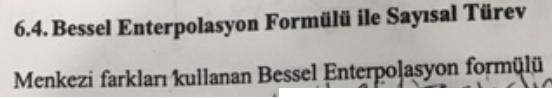 6.4. Bessel Enterpolasyon Formülü ile Sayısal Türev
Menkezi farkları kullanan Bessel Enterpolasyon formülü